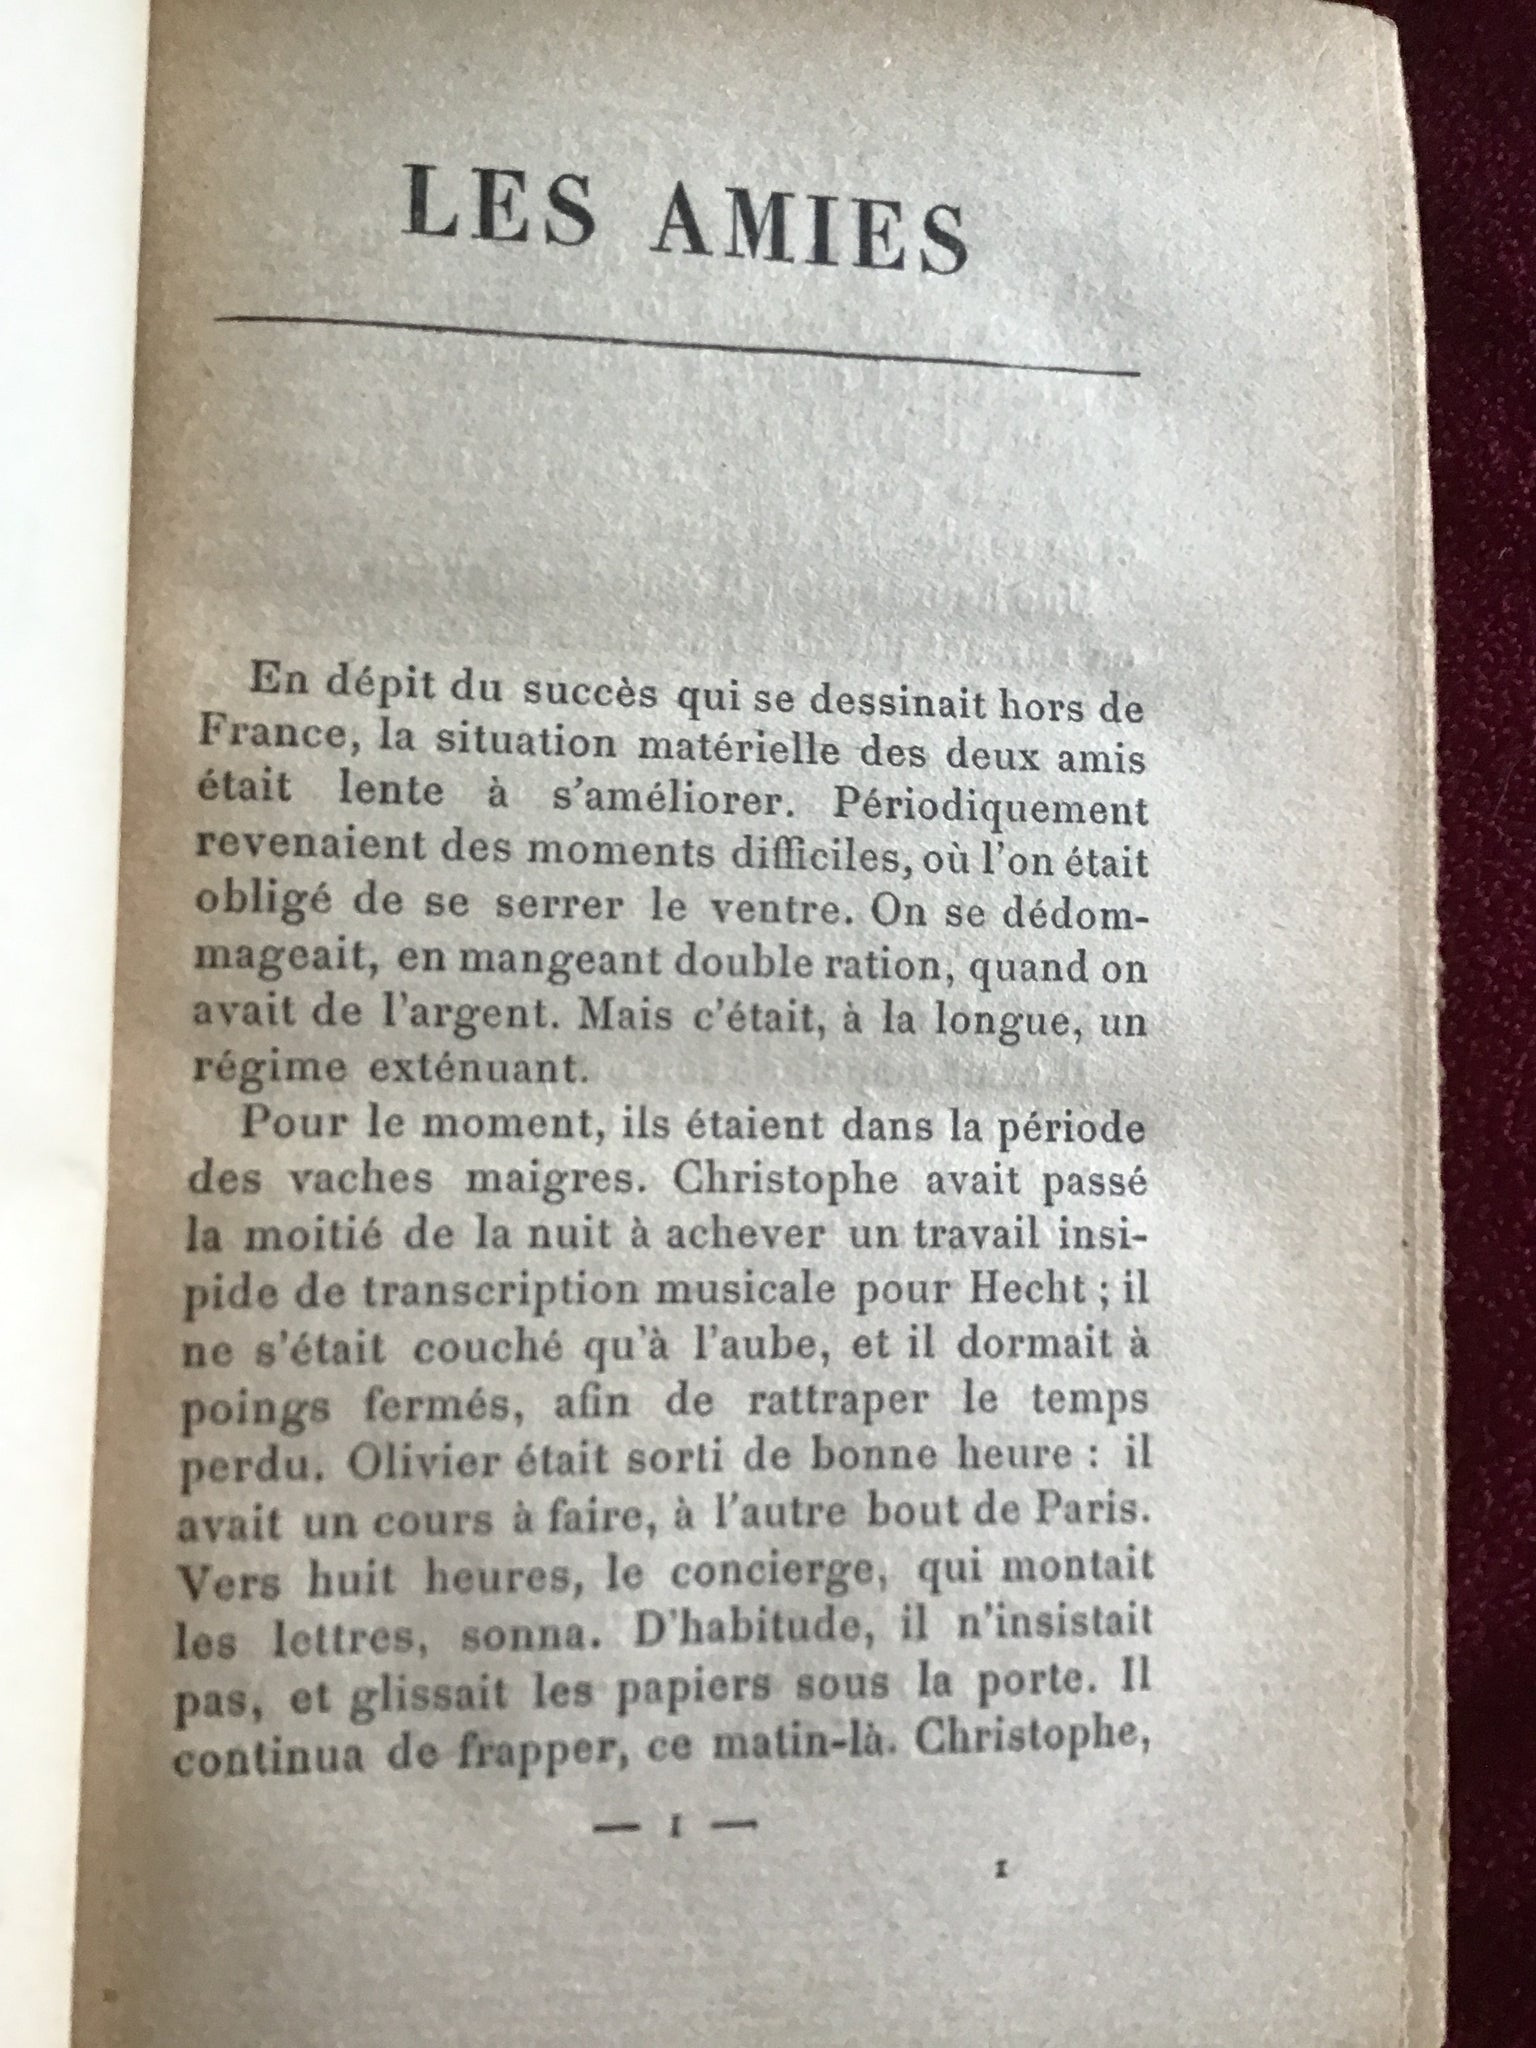 LES AMIES
En dépit du succès qui se dessinait hors de
France, la situation matérielle des deux amis
était lente à s'améliorer. Périodiquement
revenaient des moments difficiles, où l'on était
obligé de se serrer le ventre. On se dédom-
mageait, en mangeant double ration, quand on
avait de l'argent. Mais c'était, à la longue, un
régime exténuant.
Pour le moment, ils étaient dans la période
des vaches maigres. Christophe avait passé
la moitié de la nuit à achever un travail insi-
pide de transcription musicale pour Hecht ; il
ne s'était couché qu'à l'aube, et il dormait à
poings fermés, afin de rattraper le temps
perdu. Olivier était sorti de bonne heure : il
avait un cours à faire, à l'autre bout de Paris.
Vers huit heures, le concierge, qui montait
les lettres, sonna. D'habitude, il n'insistait
pas, et glissait les papiers sous la porte. Il
continua de frapper, ce matin-là. Christophe,
— 1 —
1